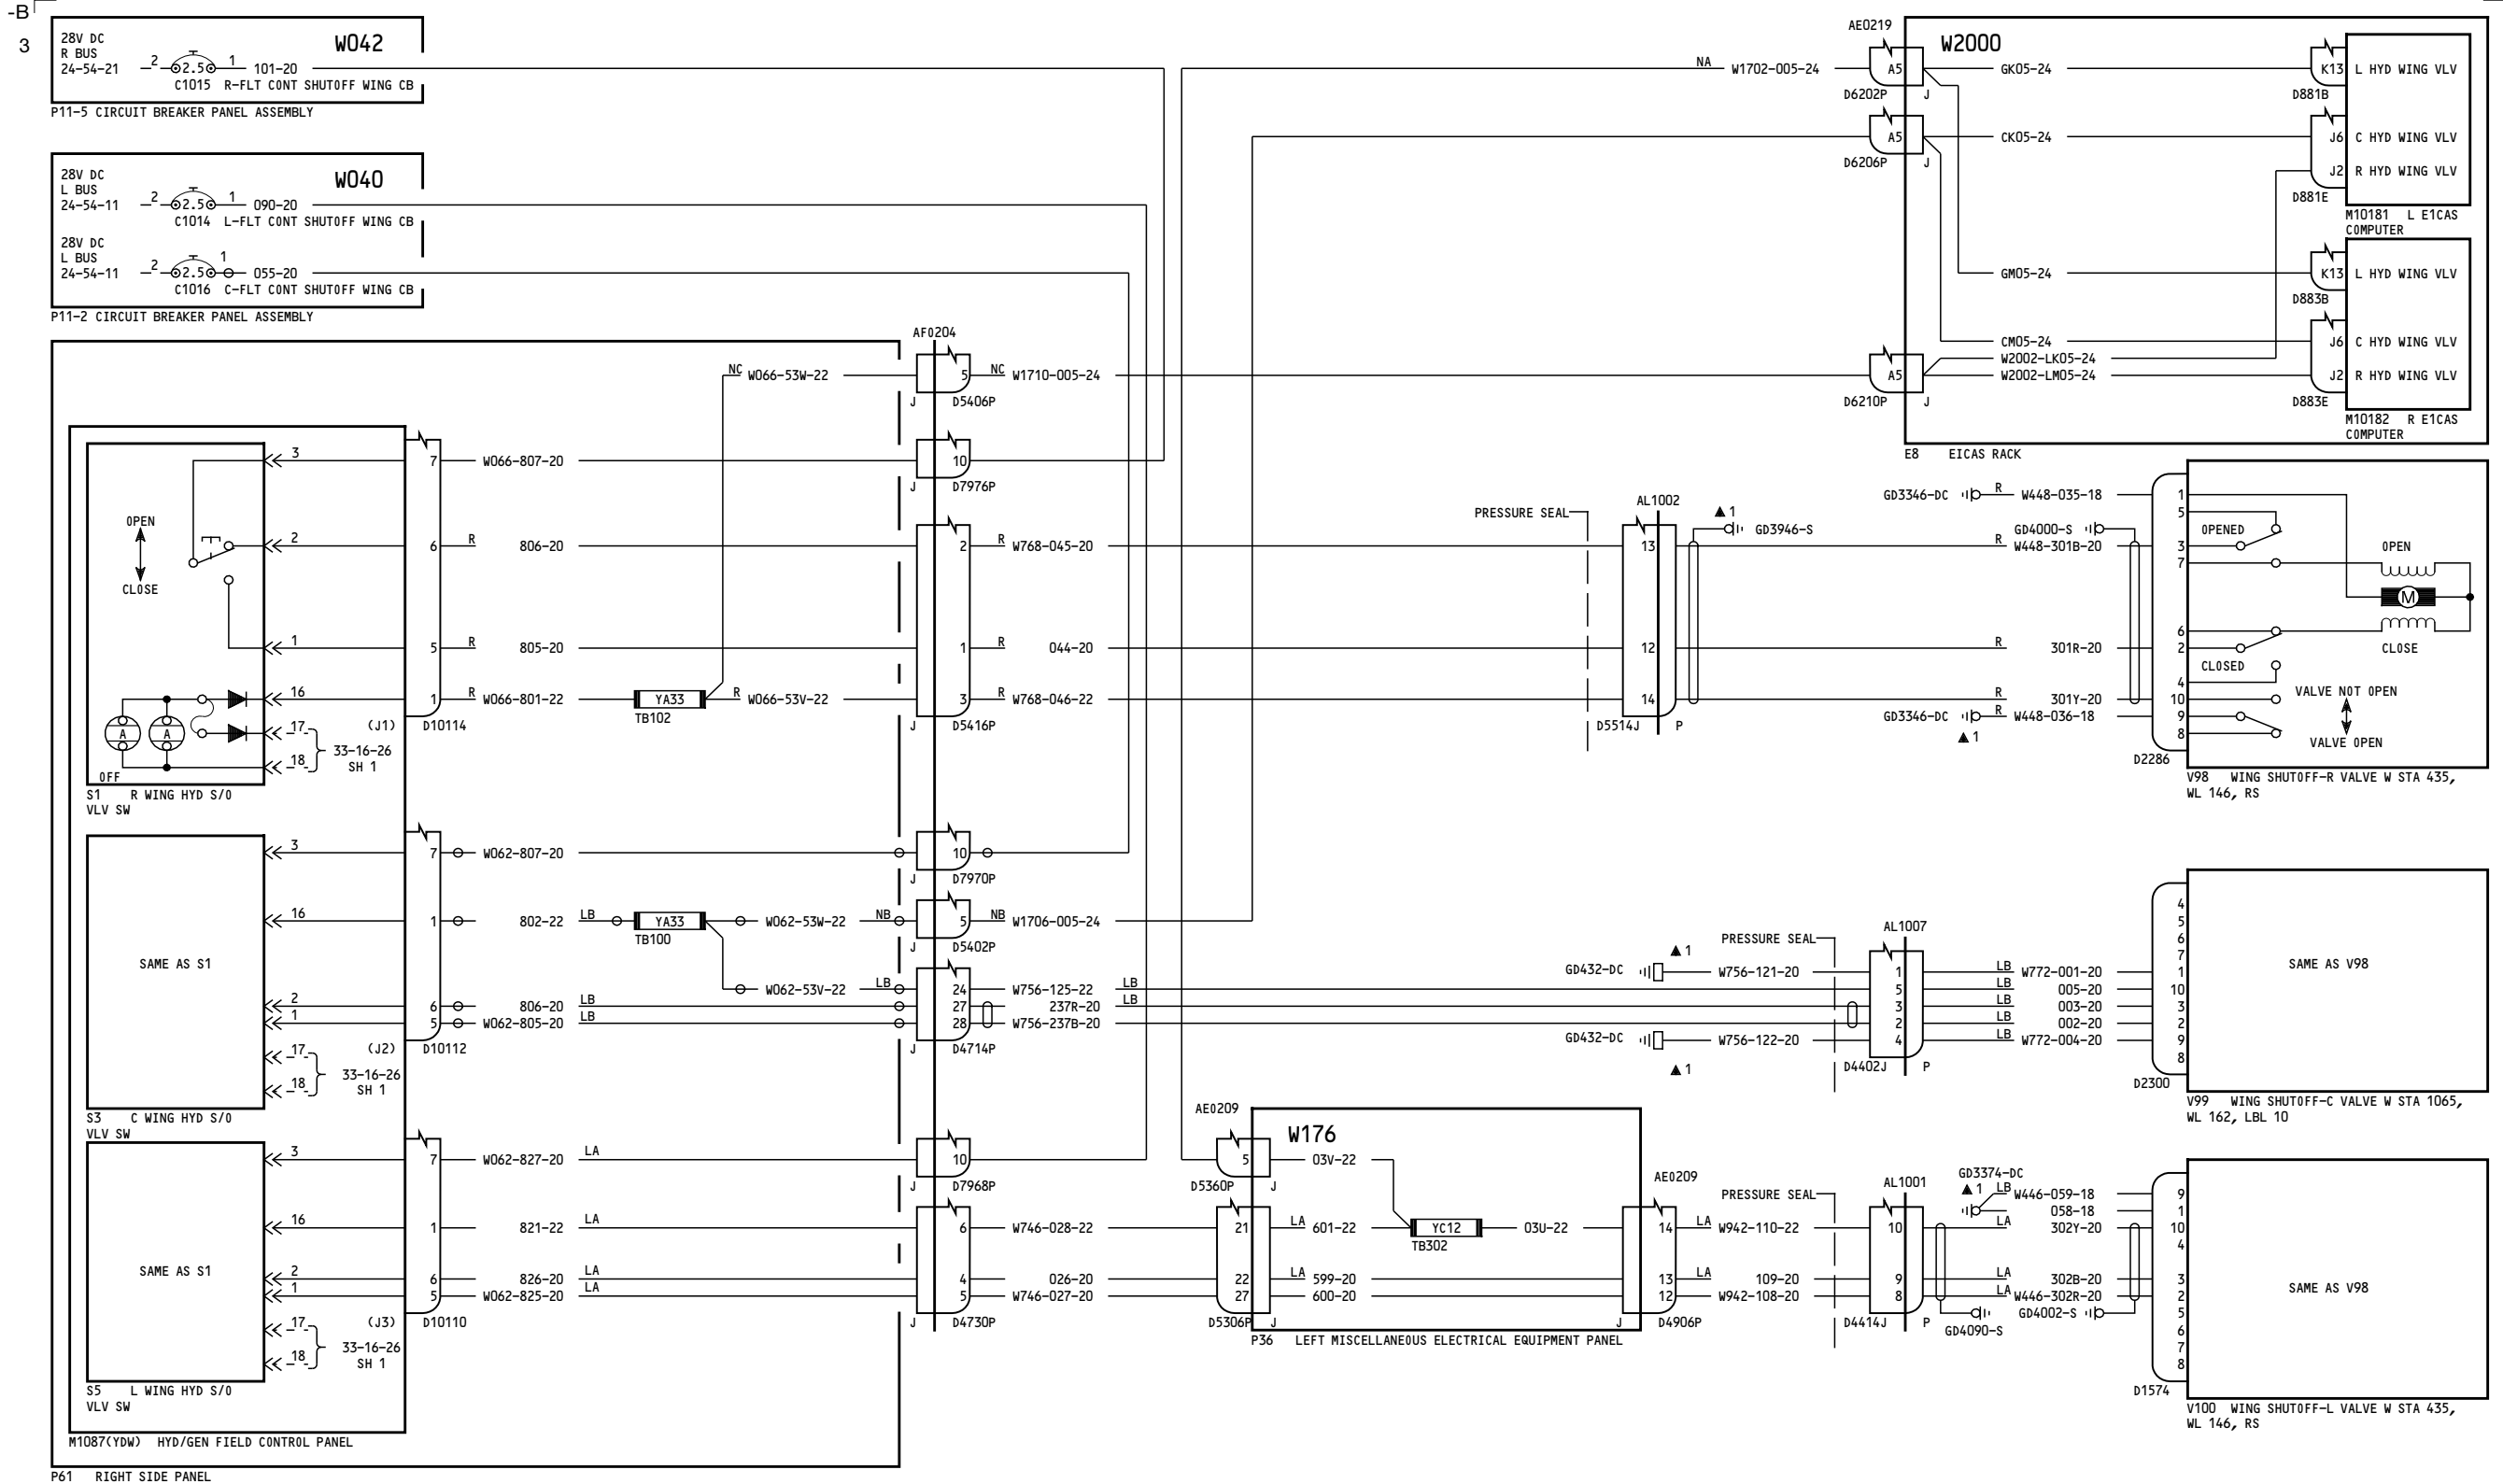 -B
3
28V DC
R BUS
24-54-21
2
2.5
1
101-20
W042
C1015 R-FLT CONT SHUTOFF WING CB
P11-5 CIRCUIT BREAKER PANEL ASSEMBLY
28V DC
L BUS
24-54-11
2
2.5
1
090-20
W040
C1014 L-FLT CONT SHUTOFF WING CB
28V DC
L BUS
24-54-11
2
2.5
1
055-20
C1016 C-FLT CONT SHUTOFF WING CB
P11-2 CIRCUIT BREAKER PANEL ASSEMBLY
NA W1702-005-24
AE0219
A5
D6202P J
A5
D6206P J
A5
D6210P J
W2000
GK05-24
CK05-24
GM05-24
CM05-24
W2002-LK05-24
W2002-LM05-24
K13 L HYD WING VLV
D881B
J6 C HYD WING VLV
J2 R HYD WING VLV
D881E
M10181 L E1CAS
COMPUTER
K13 L HYD WING VLV
D883B
J6 C HYD WING VLV
J2 R HYD WING VLV
D883E
M10182 R E1CAS
COMPUTER
E8 EICAS RACK
AF0204
NC W066-53W-22
5
NC W1710-005-24
J D5406P
3
7
W066-807-20
10
J D7976P
OPEN
CLOSE
2
6
R 806-20
2
R W768-045-20
1
5
R 805-20
1
R 044-20
16
1
R W066-801-22
YA33
TB102
R W066-53V-22
3
R W768-046-22
J D5416P
A
A
17
18
33-16-26
SH 1
(J1) D10114
OFF
S1 R WING HYD S/O
VLV SW
PRESSURE SEAL
AL1002
13
12
14
D5514J P
▲ 1
GD3946-S
GD3346-DC R W448-035-18
GD4000-S
R W448-301B-20
R 301R-20
R 301Y-20
GD3346-DC R W448-036-18
▲ 1
1
5
3
7
6
2
4
10
9
8
D2286
OPENED
OPEN
M
CLOSE
CLOSED
VALVE NOT OPEN
VALVE OPEN
V98 WING SHUTOFF-R VALVE W STA 435,
WL 146, RS
3
7
W062-807-20
10
J D7970P
16
1
802-22 LB
YA33
TB100
W062-53W-22 NB
5
NB W1706-005-24
J D5402P
SAME AS S1
W062-53V-22 LB
24
W756-125-22 LB
2
6
806-20 LB
27
237R-20 LB
1
5
W062-805-20 LB
28
W756-237B-20
J D4714P
17
18
33-16-26
SH 1
(J2) D10112
S3 C WING HYD S/O
VLV SW
▲ 1
GD432-DC
W756-121-20
PRESSURE SEAL
AL1007
1
5
3
2
4
GD432-DC
W756-122-20
▲ 1
D4402J P
LB W772-001-20
LB 005-20
LB 003-20
LB 002-20
LB W772-004-20
4
5
6
7
1
10
3
2
9
8
D2300
SAME AS V98
V99 WING SHUTOFF-C VALVE W STA 1065,
WL 162, LBL 10
3
7
W062-827-20 LA
10
J D7968P
16
1
821-22 LA
6
W746-028-22
SAME AS S1
2
6
826-20 LA
4
026-20
1
5
W062-825-20 LA
5
W746-027-20
J D4730P
17
18
33-16-26
SH 1
(J3) D10110
S5 L WING HYD S/O
VLV SW
M1087(YDW) HYD/GEN FIELD CONTROL PANEL
P61 RIGHT SIDE PANEL
AE0209
W176
5
03V-22
D5360P J
21
LA 601-22
YC12
TB302
03U-22
22
LA 599-20
27
600-20
D5306P J
P36 LEFT MISCELLANEOUS ELECTRICAL EQUIPMENT PANEL
AE0209
14
LA W942-110-22
13
LA 109-20
12
W942-108-20
J D4906P
PRESSURE SEAL
AL1001
10
9
8
D4414J P
GD3374-DC
▲ 1
LB W446-059-18
058-18
LA 302Y-20
LA 302B-20
LA W446-302R-20
GD4002-S
GD4090-S
9
1
10
4
3
2
5
6
7
8
D1574
SAME AS V98
V100 WING SHUTOFF-L VALVE W STA 435,
WL 146, RS